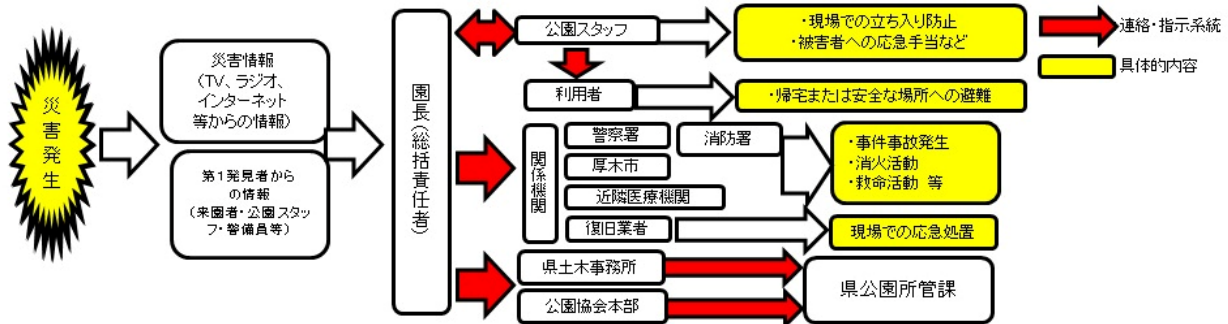 災害発生
災害情報
（TV、ラジオ、
インターネット
等からの情報）
第1発見者から
の情報
（来園者・公園スタッ
フ・警備員等）
園長（総括責任者）
公園スタッフ
利用者
関係機関
警察署
消防署
厚木市
近隣医療機関
復旧業者
県土木事務所
公園協会本部
・現場での立ち入り防止
・被害者への応急手当など
・帰宅または安全な場所への避難
・事件事故発生
・消火活動
・救命活動 等
現場での応急処置
県公園所管課
連絡・指示系統
具体的内容